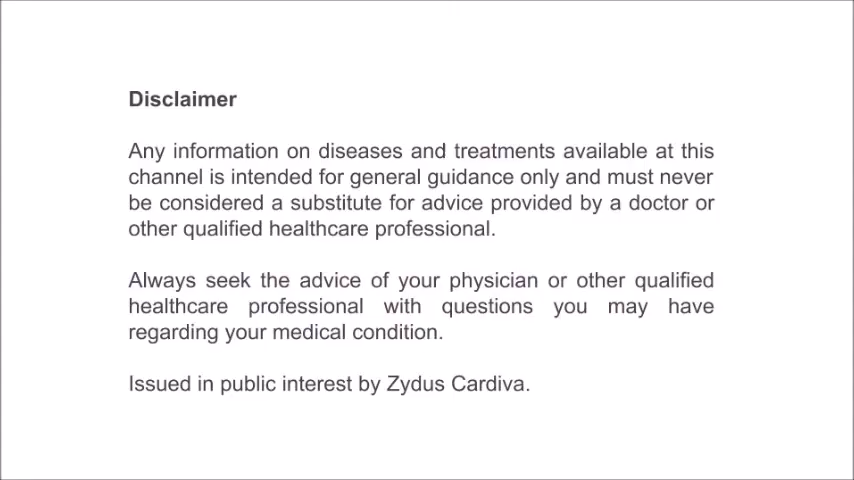 Disclaimer
Any information on diseases and treatments available at this
channel is intended for general guidance only and must never
be considered a substitute for advice provided by a doctor or
other qualified healthcare professional.
Always seek the advice of your physician or other qualified
healthcare professional with questions you may have
regarding your medical condition.
Issued in public interest by Zydus Cardiva.